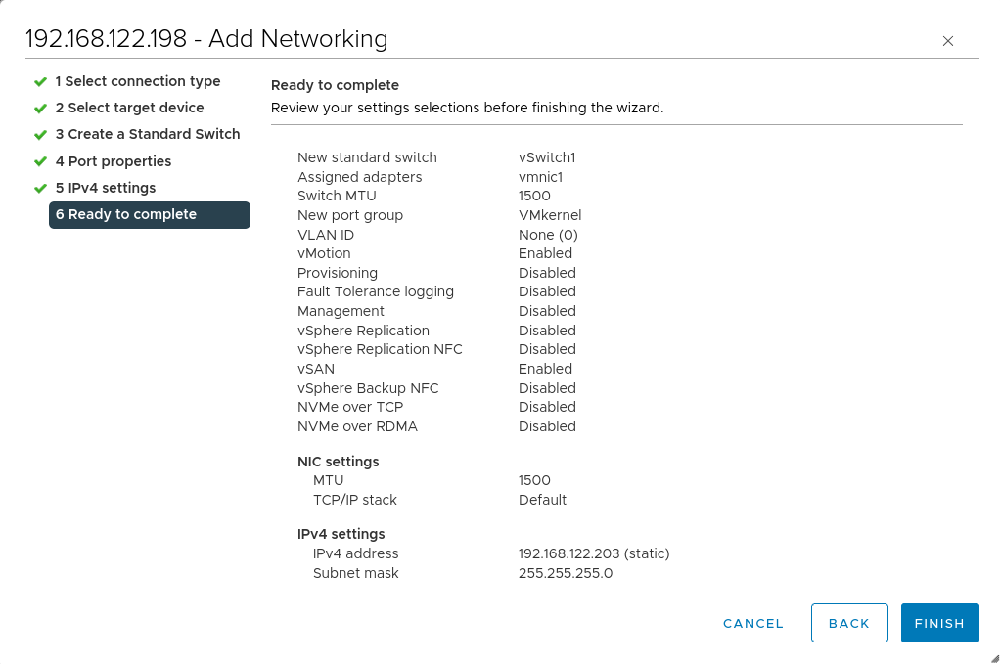 192.168.122.198 - Add Networking
1 Select connection type
2 Select target device
3 Create a Standard Switch
4 Port properties
5 IPv4 settings
6 Ready to complete
Ready to complete
Review your settings selections before finishing the wizard.
New standard switch vSwitch1
Assigned adapters vmnic1
Switch MTU 1500
New port group VMkernel
VLAN ID None (0)
vMotion Enabled
Provisioning Disabled
Fault Tolerance logging Disabled
Management Disabled
vSphere Replication Disabled
vSphere Replication NFC Disabled
vSAN Enabled
vSphere Backup NFC Disabled
NVMe over TCP Disabled
NVMe over RDMA Disabled
NIC settings
MTU 1500
TCP/IP stack Default
IPv4 settings
IPv4 address 192.168.122.203 (static)
Subnet mask 255.255.255.0
CANCEL BACK FINISH